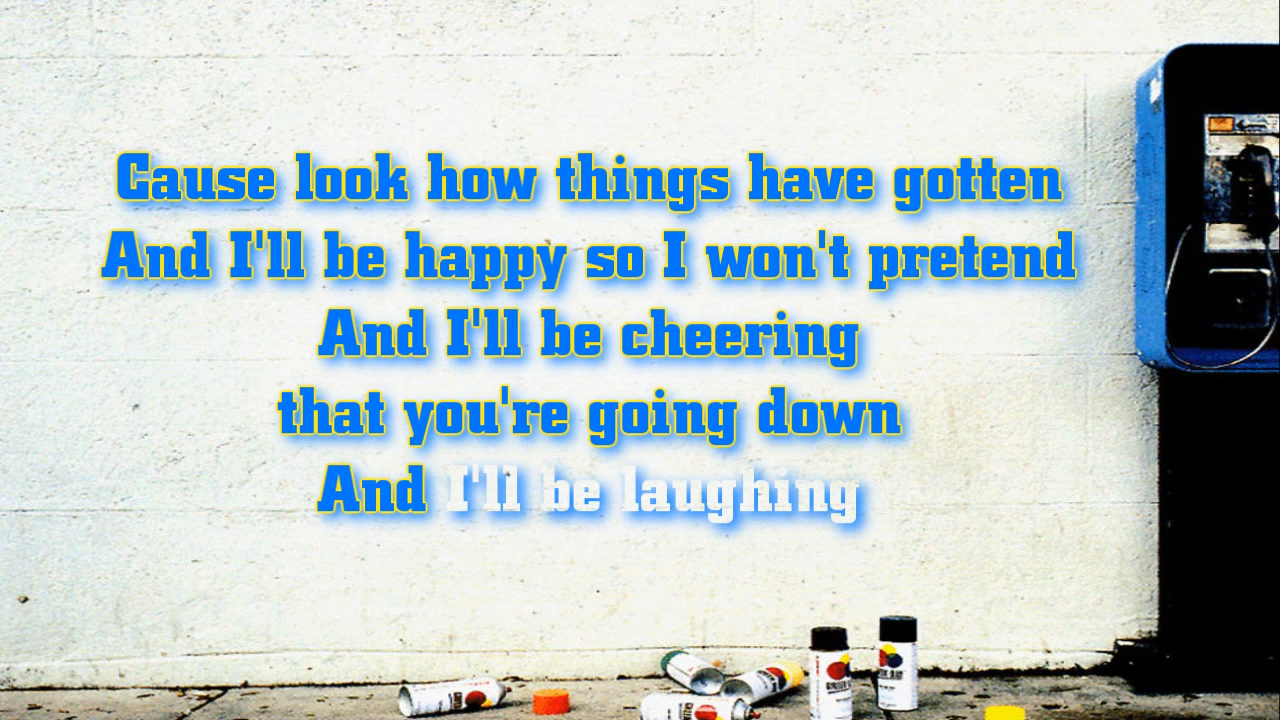 Cause look how things have gotten
And I'll be happy so I won't pretend
And I'll be cheering
that you're going down
And I'll be laughing